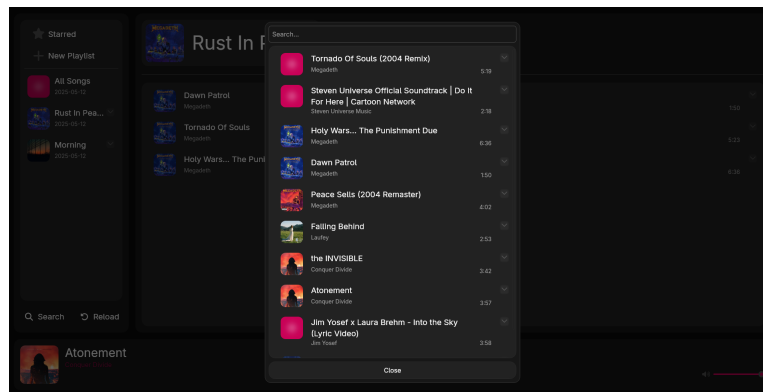 Starred
New Playlist
All Songs
2025-05-12
Rust In Pea...
2025-05-12
Morning
2025-05-12
Search
Reload
Rust In
Dawn Patrol
Megadeth
1:50
Tornado Of Souls
Megadeth
5:23
Holy Wars... The Puni
Megadeth
6:36
Search...
Tornado Of Souls (2004 Remix)
Megadeth
5:19
Steven Universe Official Soundtrack | Do It
For Here | Cartoon Network
Steven Universe Music
2:18
Holy Wars... The Punishment Due
Megadeth
6:36
Dawn Patrol
Megadeth
1:50
Peace Sells (2004 Remaster)
Megadeth
4:02
Falling Behind
Laufey
2:53
the INVISIBLE
Conquer Divide
3:42
Atonement
Conquer Divide
3:57
Jim Yosef x Laura Brehm - Into the Sky
(Lyric Video)
Jim Yosef
3:58
Close
Atonement
Conquer Divide